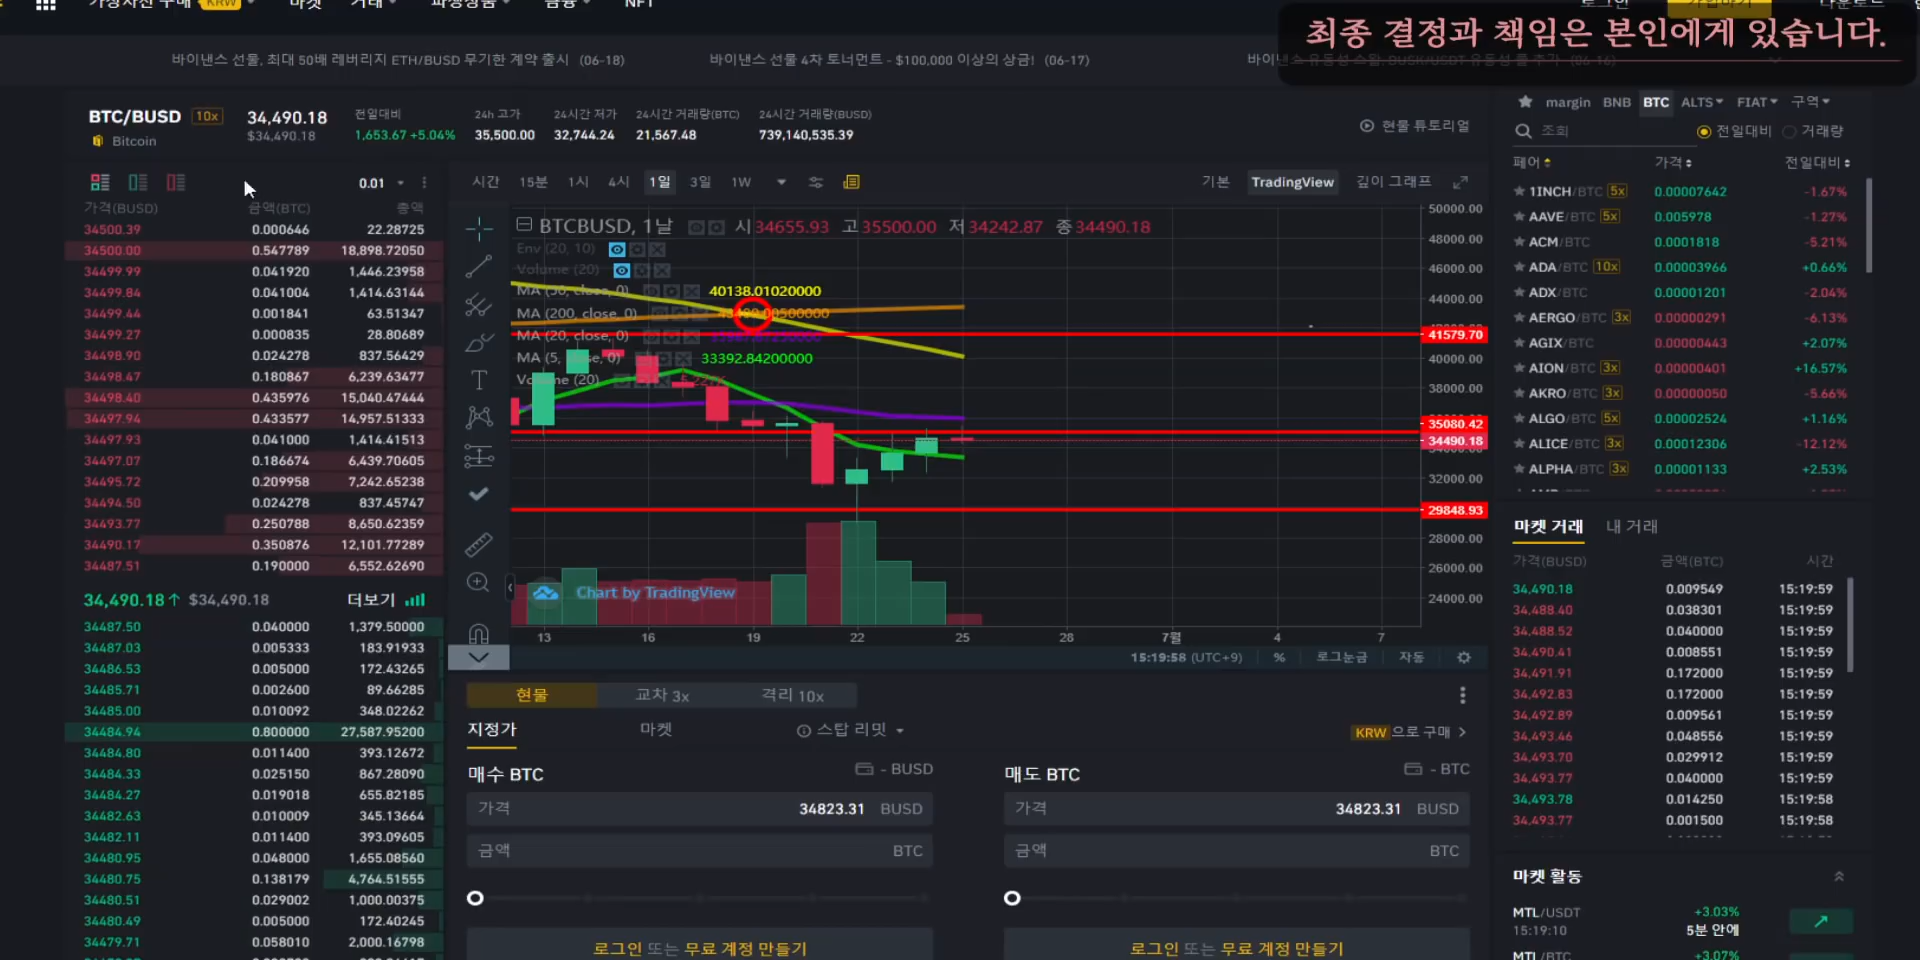 가상자산 구매 KRW 마켓 거래 파생상품 금융 NFT 로그인
최종 결정과 책임은 본인에게 있습니다.
바이낸스 선물, 최대 50배 레버리지 ETH/BUSD 무기한 계약 출시 (06-18) 바이낸스 선물 4차 토너먼트 - $100,000 이상의 상금! (06-17)
BTC/BUSD 10x
Bitcoin
34,490.18
$34,490.18
전일대비
1,653.67 +5.04%
24h 고가
35,500.00
24시간 저가
32,744.24
24시간 거래량(BTC)
21,567.48
24시간 거래량(BUSD)
739,140,535.39
현물 튜토리얼
0.01
가격(BUSD) 금액(BTC) 총액
34500.39 0.000646 22.28725
34500.00 0.547789 18,898.72050
34499.99 0.041920 1,446.23958
34499.84 0.041004 1,414.63144
34499.44 0.001841 63.51347
34499.27 0.000835 28.80689
34498.90 0.024278 837.56429
34498.47 0.180867 6,239.63477
34498.40 0.435976 15,040.47444
34497.94 0.433577 14,957.51333
34497.93 0.041000 1,414.41513
34497.07 0.186674 6,439.70605
34495.72 0.209958 7,242.65238
34494.50 0.024278 837.45747
34493.77 0.250788 8,650.62359
34490.17 0.350876 12,101.77289
34487.51 0.190000 6,552.62690
34,490.18↑ $34,490.18 더보기
34487.50 0.040000 1,379.50000
34487.03 0.005333 183.91933
34486.53 0.005000 172.43265
34485.71 0.002600 89.66285
34485.00 0.010092 348.02262
34484.94 0.800000 27,587.95200
34484.80 0.011400 393.12672
34484.33 0.025150 867.28090
34484.27 0.019018 655.82185
34482.63 0.010009 345.13664
34482.11 0.011400 393.09605
34480.95 0.048000 1,655.08560
34480.75 0.138179 4,764.51555
34480.51 0.029002 1,000.00375
34480.49 0.005000 172.40245
34479.71 0.058010 2,000.16798
시간 15분 1시 4시 1일 3일 1W
기본 TradingView 깊이 그래프
BTCBUSD, 1날 시34655.93 고35500.00 저34242.87 종34490.18
Env (20, 10)
Volume (20)
MA (50, close, 0) 40138.01020000
MA (200, close, 0)
MA (20, close, 0)
MA (5, close, 0) 33392.84200000
Volume (20)
50000.00
48000.00
46000.00
44000.00
41579.70
40000.00
38000.00
35080.42
34490.18
32000.00
29848.93
28000.00
26000.00
24000.00
Chart by TradingView
13 16 19 22 25 28 7월 4 7
15:19:58 (UTC+9) % 로그눈금 자동
현물 교차 3x 격리 10x
지정가 마켓 스탑 리밋 KRW 으로 구매
매수 BTC - BUSD
가격 34823.31 BUSD
금액 BTC
로그인 또는 무료 계정 만들기
매도 BTC - BTC
가격 34823.31 BUSD
금액 BTC
로그인 또는 무료 계정 만들기
margin BNB BTC ALTS FIAT 구역
조회 전일대비 거래량
페어 가격 전일대비
1INCH/BTC 5x 0.00007642 -1.67%
AAVE/BTC 5x 0.005978 -1.27%
ACM/BTC 0.0001818 -5.21%
ADA/BTC 10x 0.00003966 +0.66%
ADX/BTC 0.00001201 -2.04%
AERGO/BTC 3x 0.00000291 -6.13%
AGIX/BTC 0.00000443 +2.07%
AION/BTC 3x 0.00000401 +16.57%
AKRO/BTC 3x 0.00000050 -5.66%
ALGO/BTC 5x 0.00002524 +1.16%
ALICE/BTC 3x 0.00012306 -12.12%
ALPHA/BTC 3x 0.00001133 +2.53%
마켓 거래 내 거래
가격(BUSD) 금액(BTC) 시간
34,490.18 0.009549 15:19:59
34,488.40 0.038301 15:19:59
34,488.52 0.040000 15:19:59
34,490.41 0.008551 15:19:59
34,491.91 0.172000 15:19:59
34,492.83 0.172000 15:19:59
34,492.89 0.009561 15:19:59
34,493.46 0.048556 15:19:59
34,493.70 0.029912 15:19:59
34,493.77 0.040000 15:19:59
34,493.78 0.014250 15:19:58
34,493.77 0.001500 15:19:58
마켓 활동
MTL/USDT +3.03%
15:19:10 5분 안에
MTL/BTC +3.07%